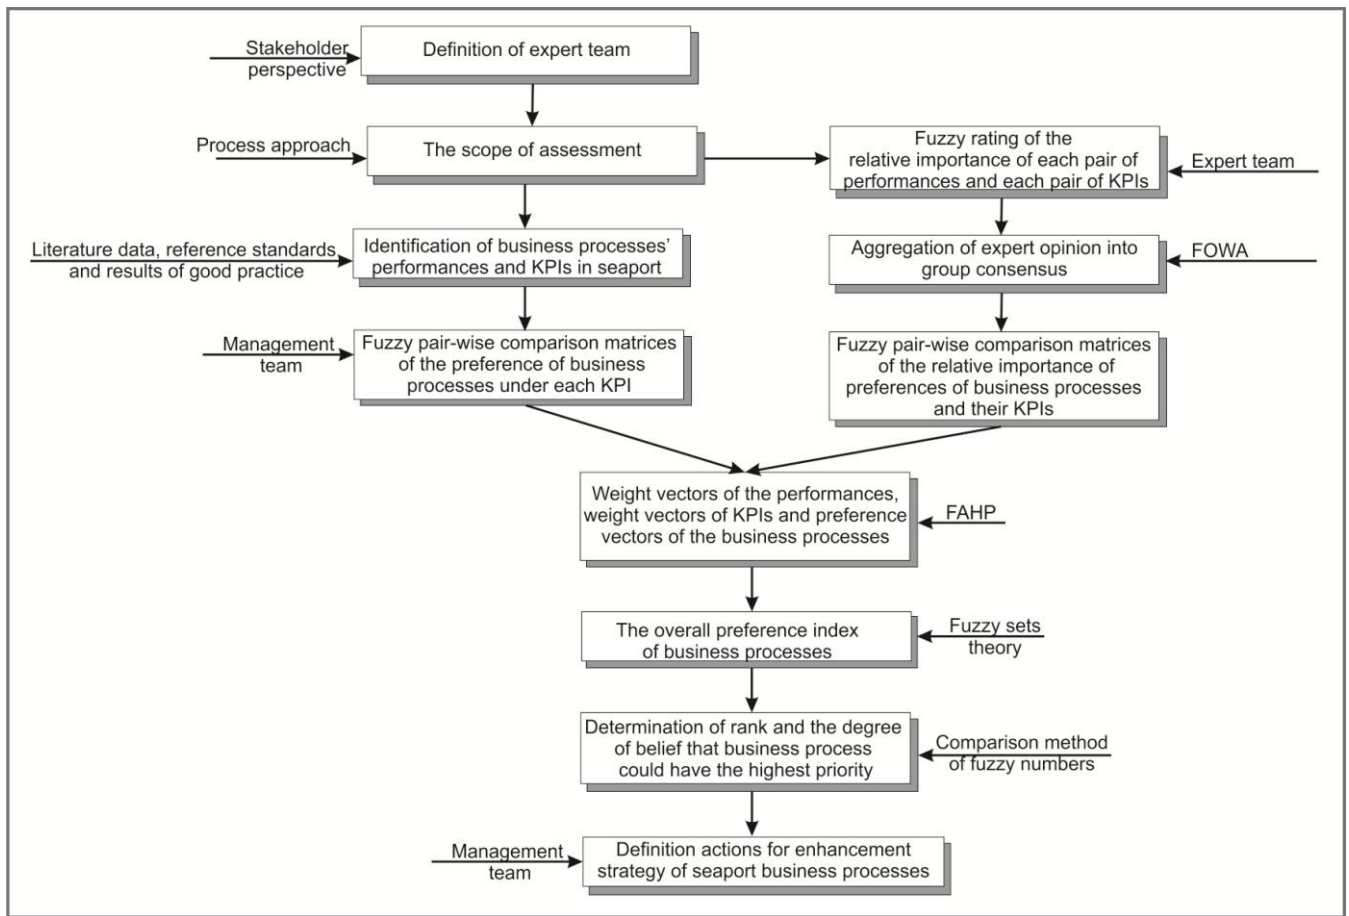 Stakeholder
perspective
Definition of expert team
Process approach
The scope of assessment
Fuzzy rating of the
relative importance of each pair of
performances and each pair of KPIs
Expert team
Literature data, reference standards
and results of good practice
Identification of business processes’
performances and KPIs in seaport
Aggregation of expert opinion into
group consensus
FOWA
Management
team
Fuzzy pair-wise comparison matrices
of the preference of business
processes under each KPI
Fuzzy pair-wise comparison matrices
of the relative importance of
preferences of business processes
and their KPIs
Weight vectors of the performances,
weight vectors of KPIs and preference
vectors of the business processes
FAHP
The overall preference index
of business processes
Fuzzy sets
theory
Determination of rank and the degree
of belief that business process
could have the highest priority
Comparison method
of fuzzy numbers
Management
team
Definition actions for enhancement
strategy of seaport business processes